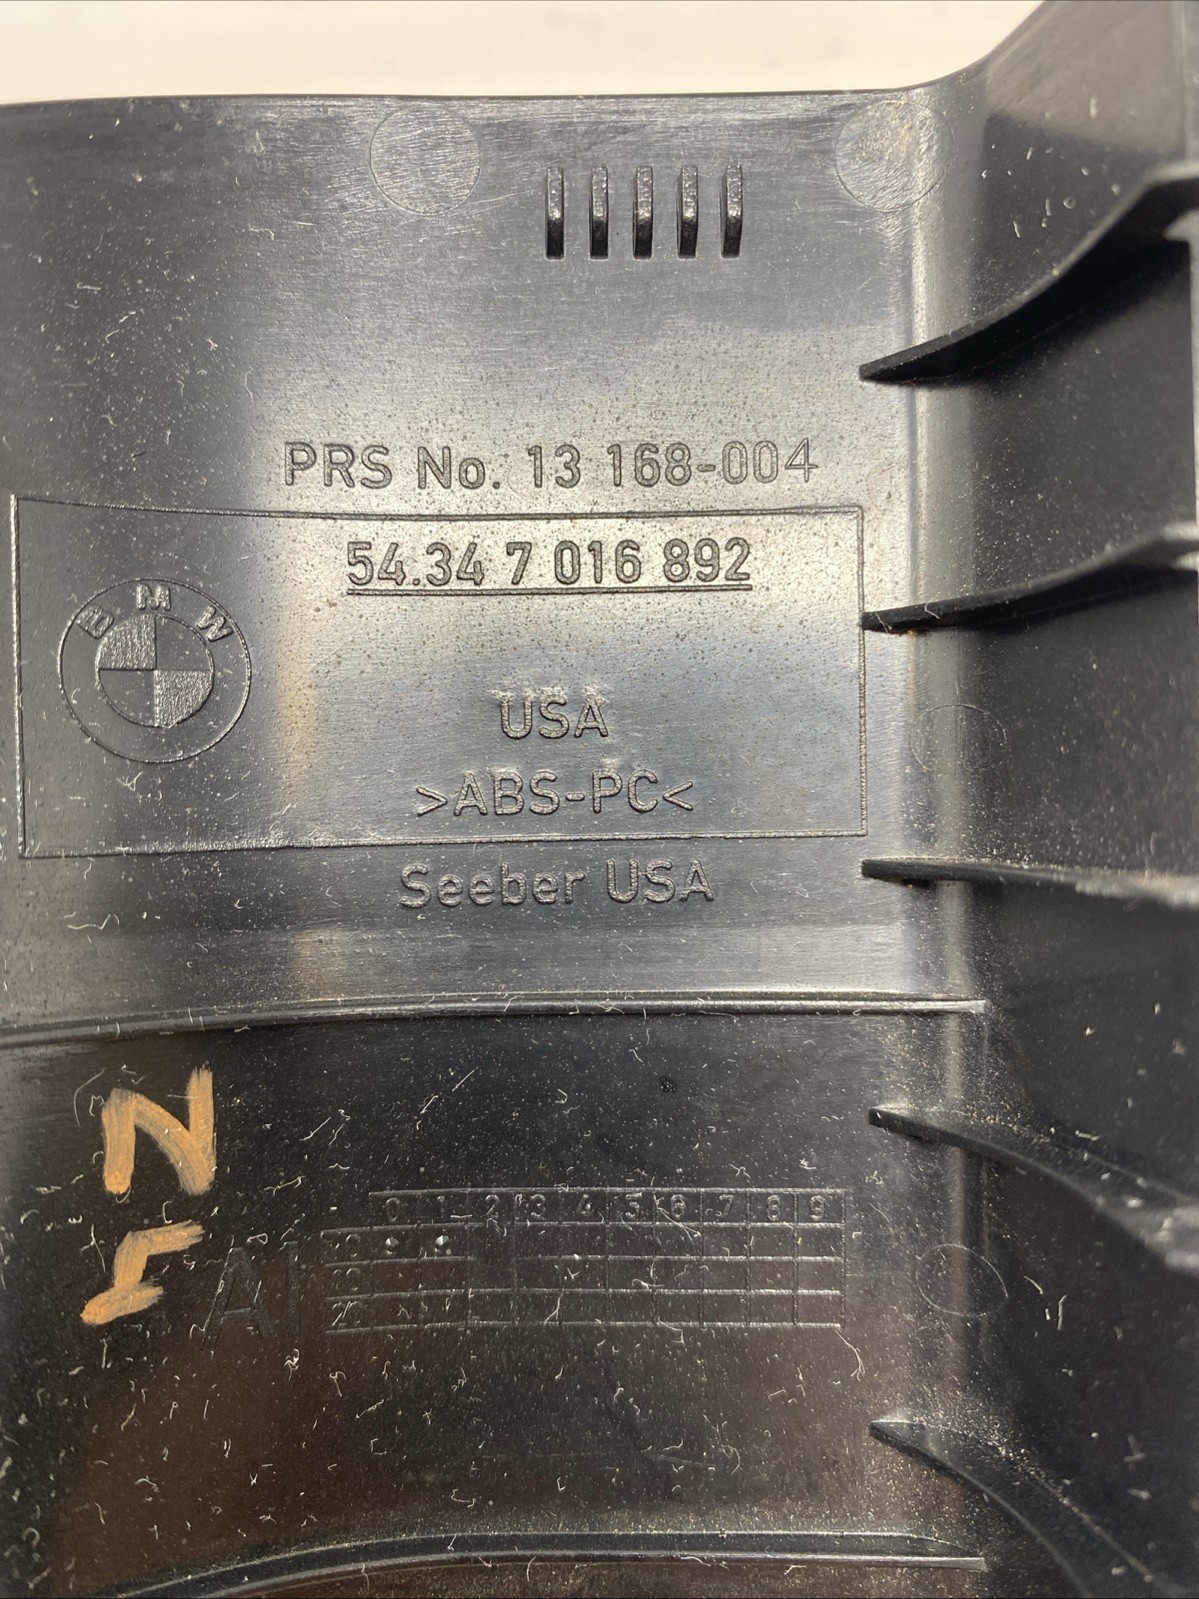 PRS No. 13 168-004
54.34 7 016 892
BMW
USA
>ABS-PC<
Seeber USA
0 1 2 3 4 5 6 7 8 9
20